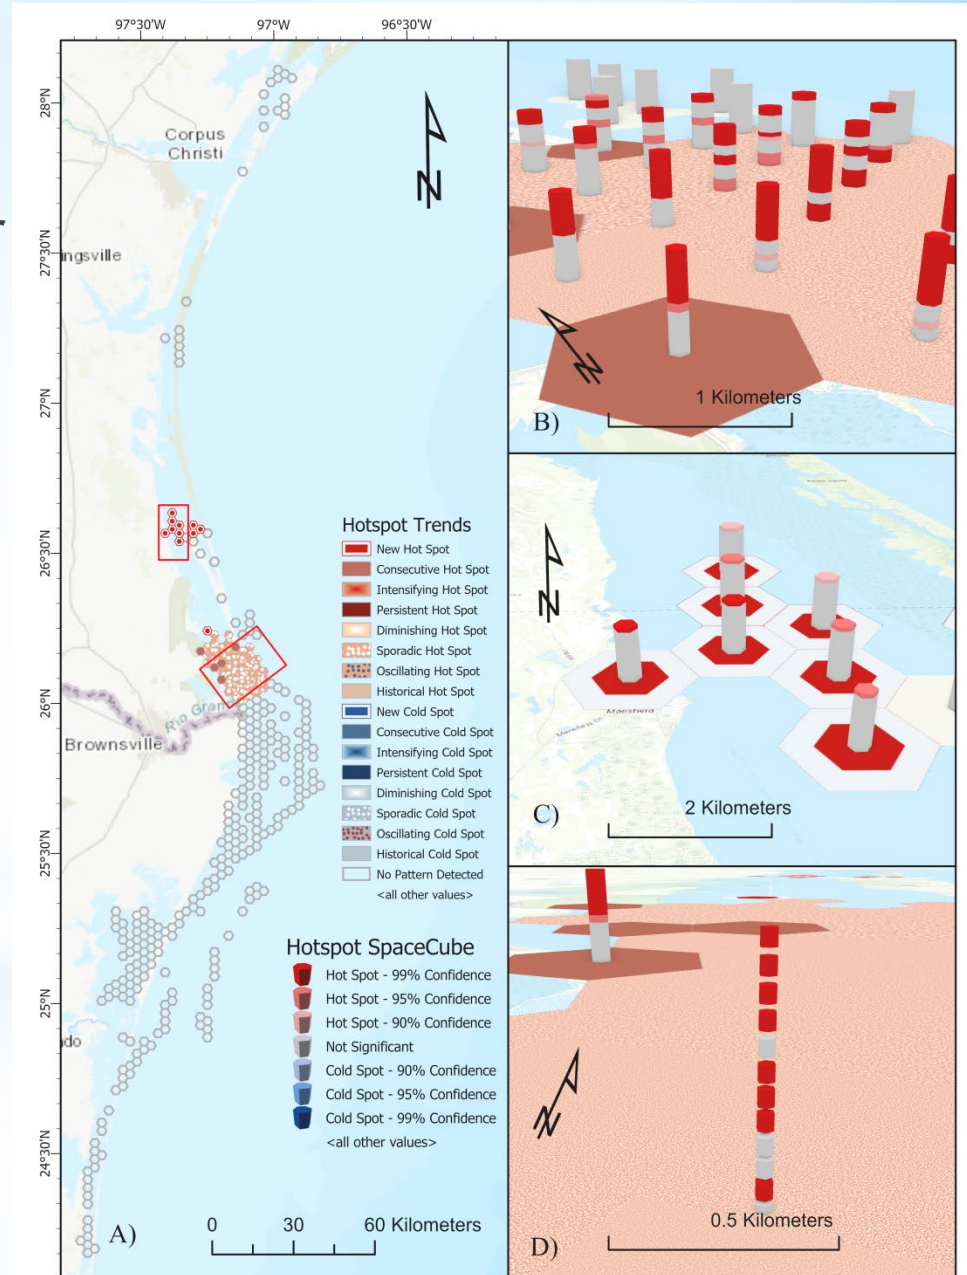 97°30'W
97°W
96°30'W
28°N
27°30'N
27°N
26°30'N
26°N
25°30'N
25°N
24°30'N
Corpus
Christi
ingsville
Rio Grand
Brownsville
do
N
Hotspot Trends
New Hot Spot
Consecutive Hot Spot
Intensifying Hot Spot
Persistent Hot Spot
Diminishing Hot Spot
Sporadic Hot Spot
Oscillating Hot Spot
Historical Hot Spot
New Cold Spot
Consecutive Cold Spot
Intensifying Cold Spot
Persistent Cold Spot
Diminishing Cold Spot
Sporadic Cold Spot
Oscillating Cold Spot
Historical Cold Spot
No Pattern Detected
<all other values>
Hotspot SpaceCube
Hot Spot - 99% Confidence
Hot Spot - 95% Confidence
Hot Spot - 90% Confidence
Not Significant
Cold Spot - 90% Confidence
Cold Spot - 95% Confidence
Cold Spot - 99% Confidence
<all other values>
0 30 60 Kilometers
A)
N
1 Kilometers
B)
N
Mansfield
2 Kilometers
C)
N
0.5 Kilometers
D)